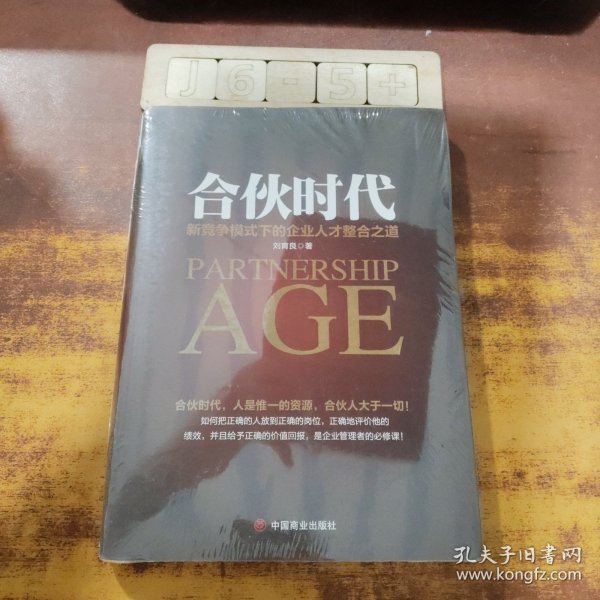 J6-5+
合伙时代
新竞争模式下的企业人才整合之道
刘育良◎著
PARTNERSHIP
AGE
合伙时代，人是惟一的资源，合伙人大于一切！
如何把正确的人放到正确的岗位，正确地评价他的
绩效，并且给予正确的价值回报，是企业管理者的必修课！
中国商业出版社
孔夫子旧书网
www.kongfz.com